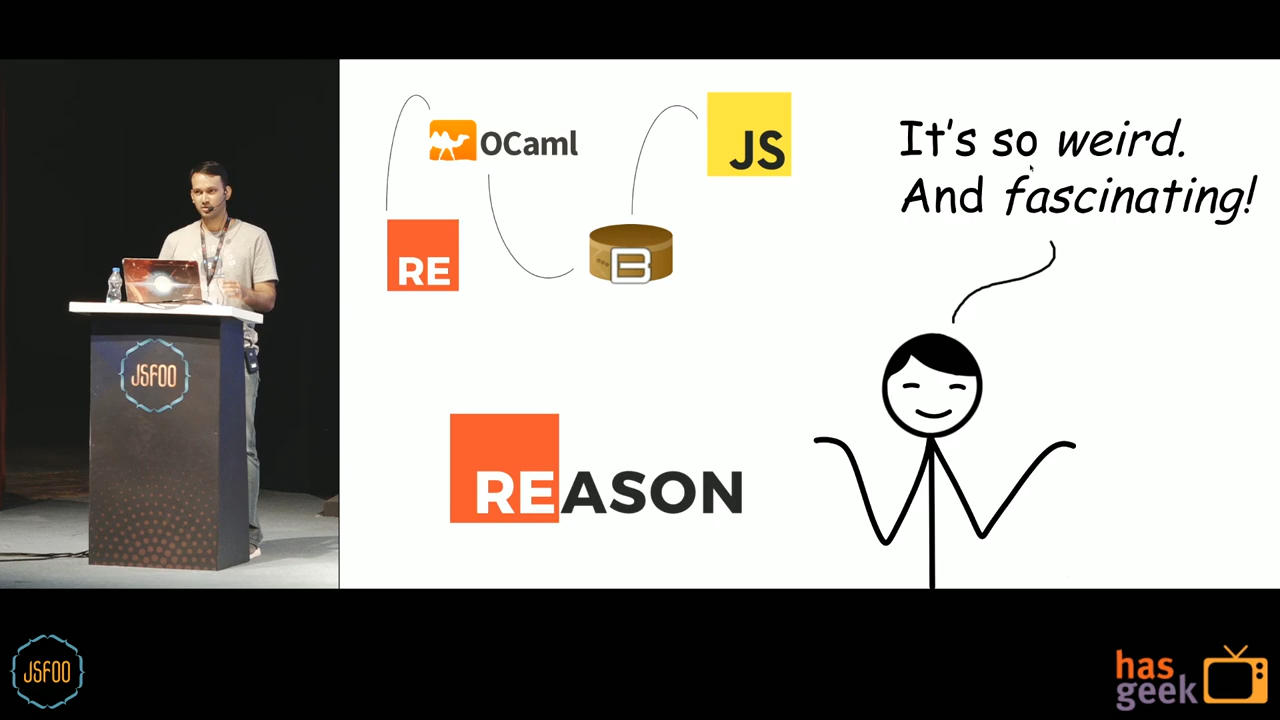 OCaml
JS
It's so weird.
And fascinating!
RE
B
REASON
JSFOO
JSFOO
has
geek